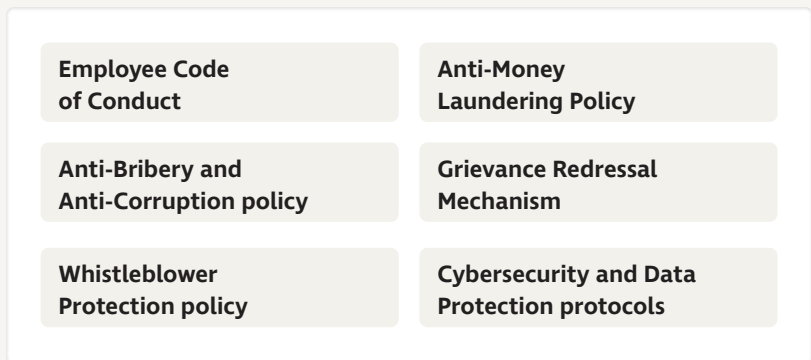 Employee Code
of Conduct
Anti-Money
Laundering Policy
Anti-Bribery and
Anti-Corruption policy
Grievance Redressal
Mechanism
Whistleblower
Protection policy
Cybersecurity and Data
Protection protocols